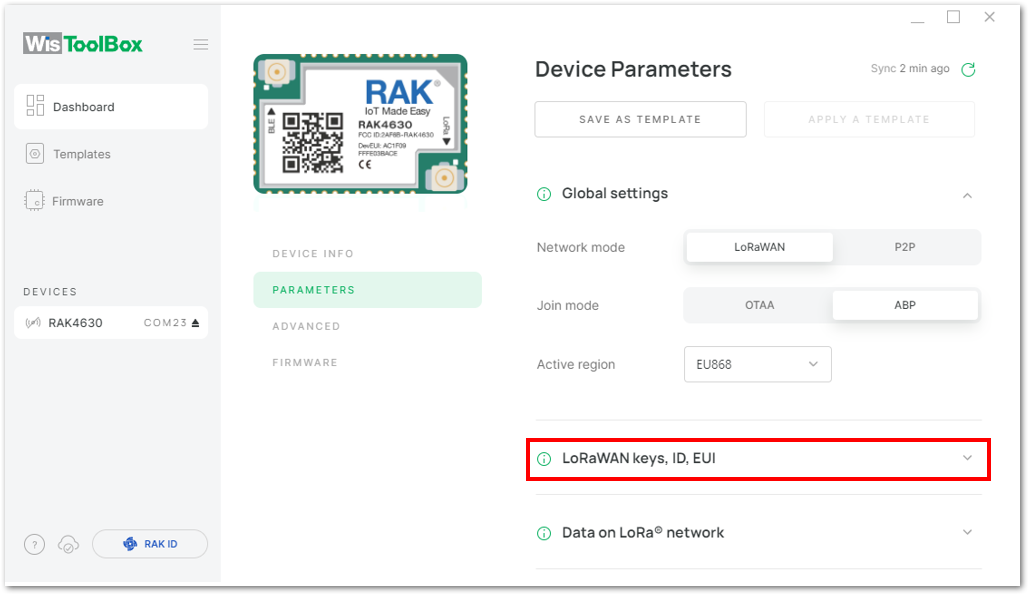 WisToolBox
Dashboard
Templates
Firmware
DEVICES
RAK4630 COM23
?
RAK ID
RAK®
IoT Made Easy
RAK4630
FCC ID:2AF6B-RAK4630
DevEUI: AC1F09
FFFE03BACE
CE
BLE
LoRa
DEVICE INFO
PARAMETERS
ADVANCED
FIRMWARE
Device Parameters
Sync 2 min ago
SAVE AS TEMPLATE
APPLY A TEMPLATE
Global settings
Network mode LoRaWAN P2P
Join mode OTAA ABP
Active region EU868
LoRaWAN keys, ID, EUI
Data on LoRa® network